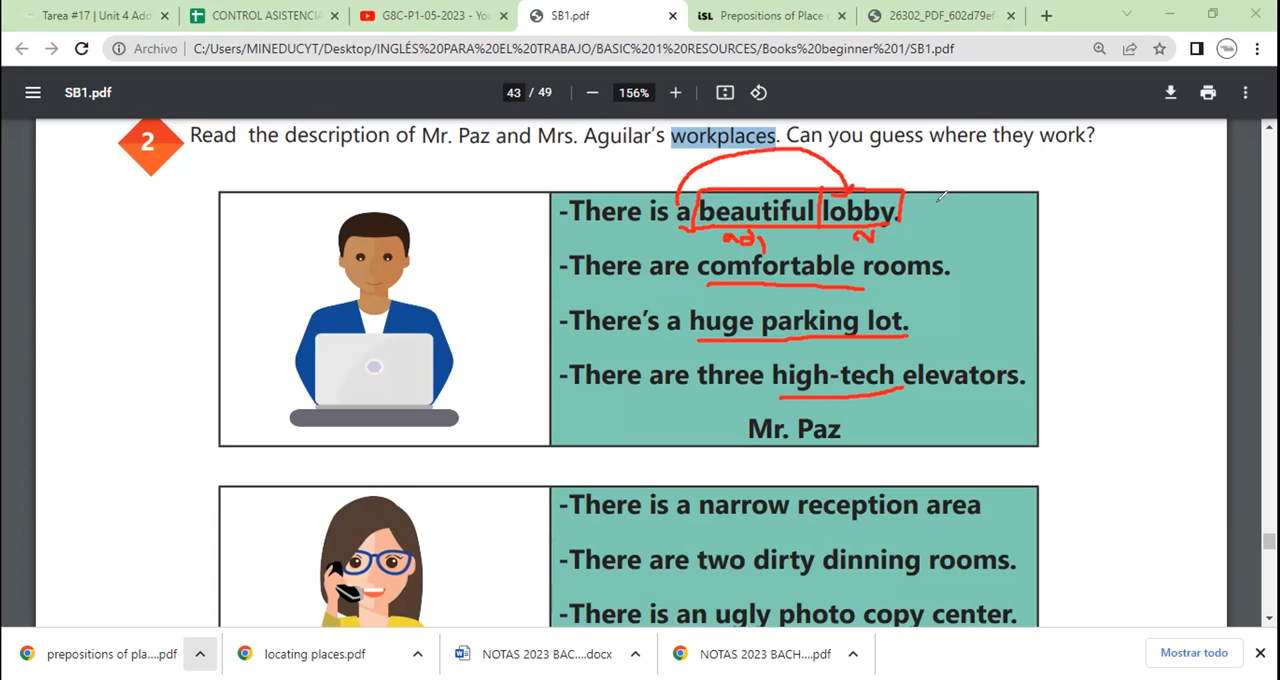 Tarea #17 | Unit 4 Add
CONTROL ASISTENCIA
G8C-P1-05-2023 - You
SB1.pdf
iSL Prepositions of Place
26302_PDF_602d79ef
Archivo | C:/Users/MINEDUCYT/Desktop/INGLÉS%20PARA%20EL%20TRABAJO/BASIC%201%20RESOURCES/Books%20beginner%201/SB1.pdf
SB1.pdf
43 / 49
156%
2 Read the description of Mr. Paz and Mrs. Aguilar’s workplaces. Can you guess where they work?
-There is a beautiful lobby.
adj N
-There are comfortable rooms.
-There’s a huge parking lot.
-There are three high-tech elevators.
Mr. Paz
-There is a narrow reception area
-There are two dirty dinning rooms.
-There is an ugly photo copy center.
prepositions of pla....pdf
locating places.pdf
NOTAS 2023 BAC....docx
NOTAS 2023 BACH....pdf
Mostrar todo